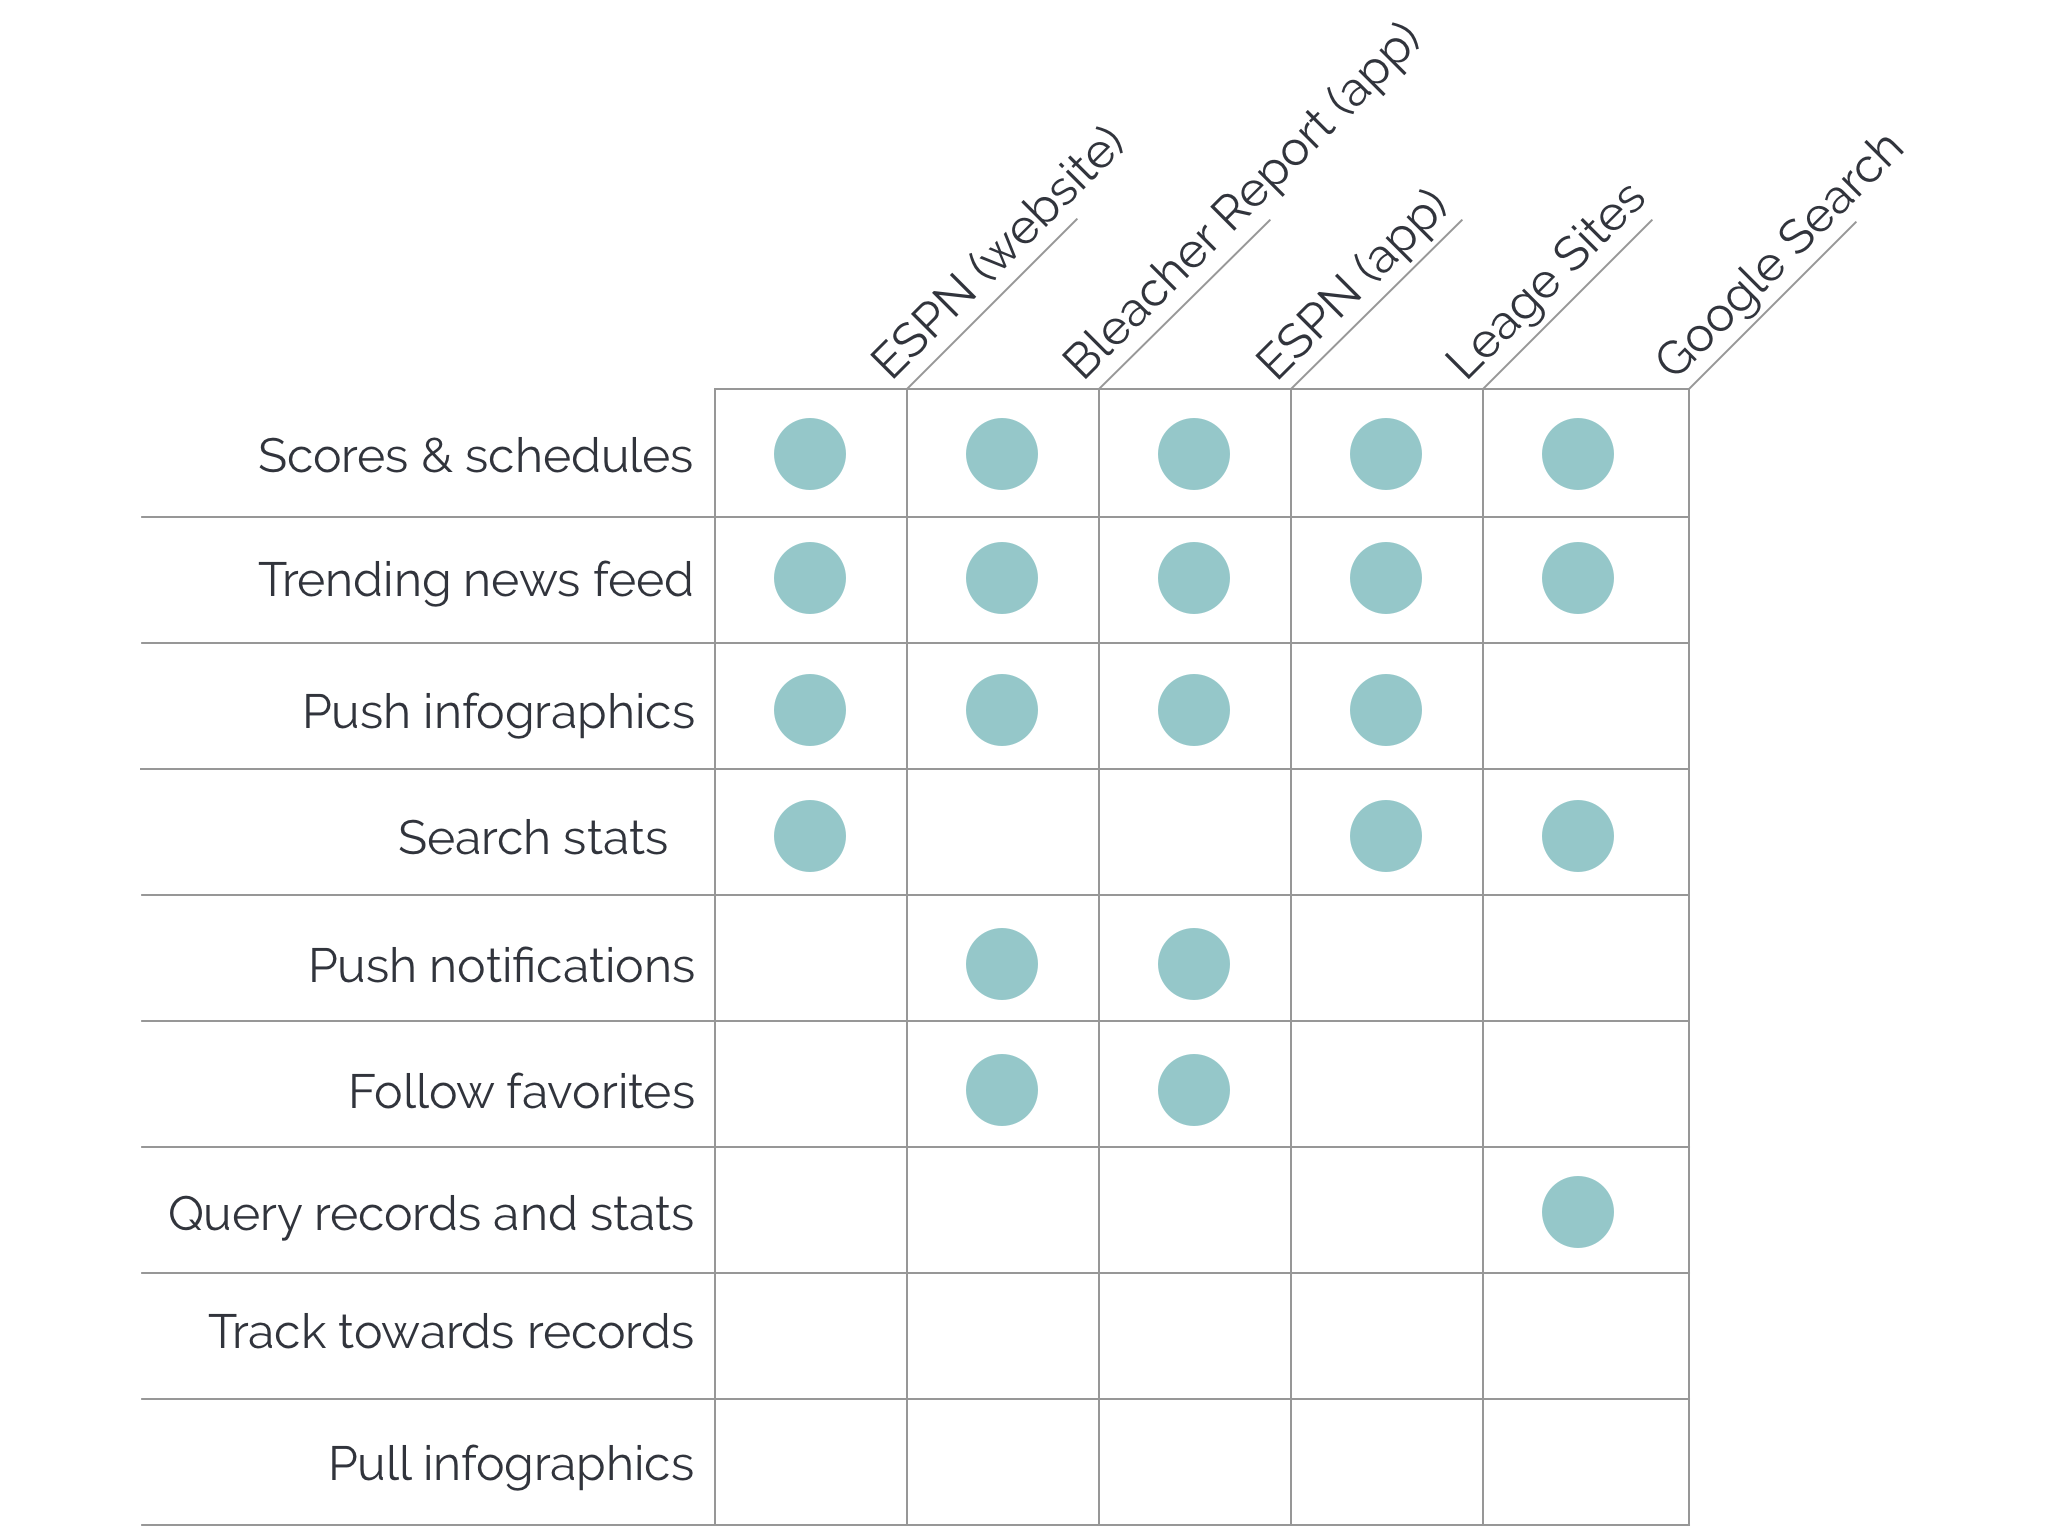 ESPN (website)
Bleacher Report (app)
ESPN (app)
Leage Sites
Google Search
Scores & schedules
Trending news feed
Push infographics
Search stats
Push notifications
Follow favorites
Query records and stats
Track towards records
Pull infographics